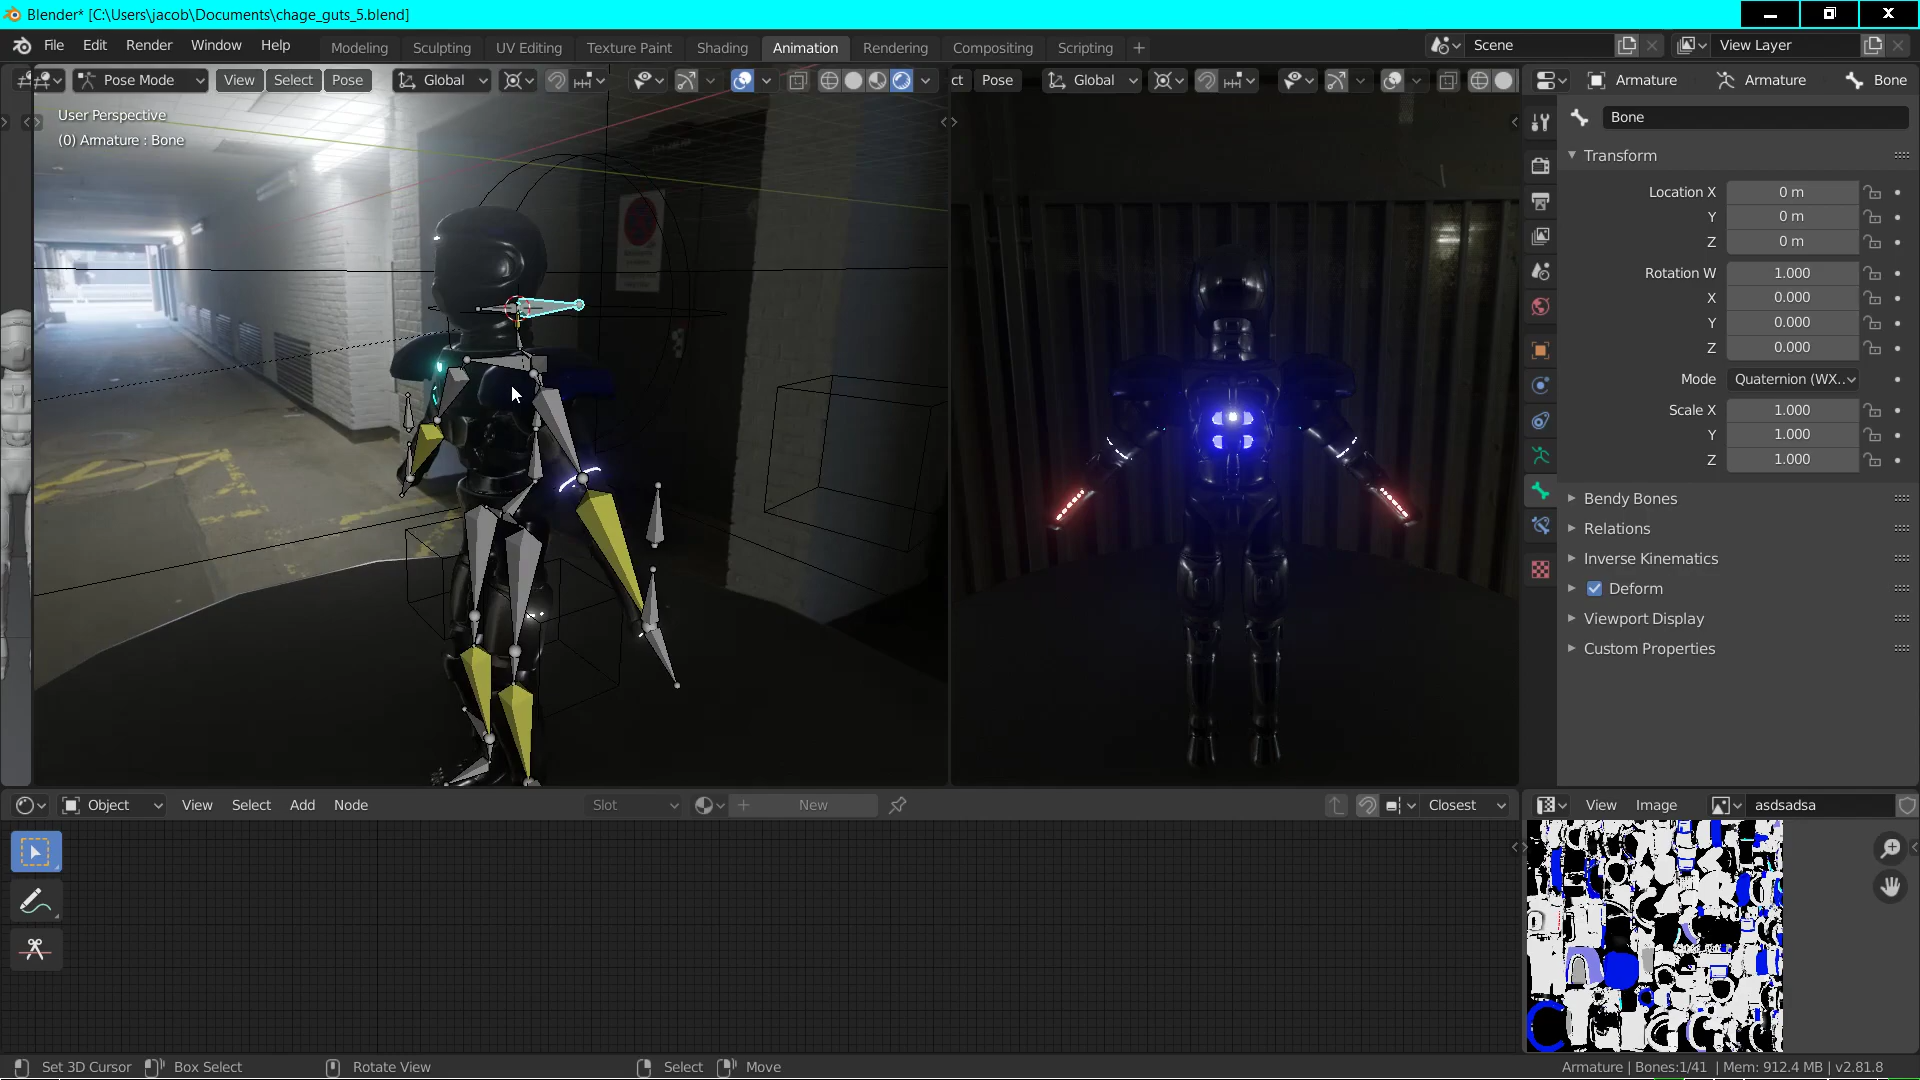 Blender* [C:\Users\jacob\Documents\chage_guts_5.blend]
File Edit Render Window Help Modeling Sculpting UV Editing Texture Paint Shading Animation Rendering Compositing Scripting + Scene View Layer
Pose Mode View Select Pose Global ct Pose Global Armature Armature Bone
User Perspective
(0) Armature : Bone
Bone
Transform
Location X 0 m
Y 0 m
Z 0 m
Rotation W 1.000
X 0.000
Y 0.000
Z 0.000
Mode Quaternion (WX..
Scale X 1.000
Y 1.000
Z 1.000
Bendy Bones
Relations
Inverse Kinematics
Deform
Viewport Display
Custom Properties
Object View Select Add Node Slot New Closest View Image asdsadsa
Set 3D Cursor Box Select Rotate View Select Move Armature | Bones:1/41 | Mem: 912.4 MB | v2.81.8